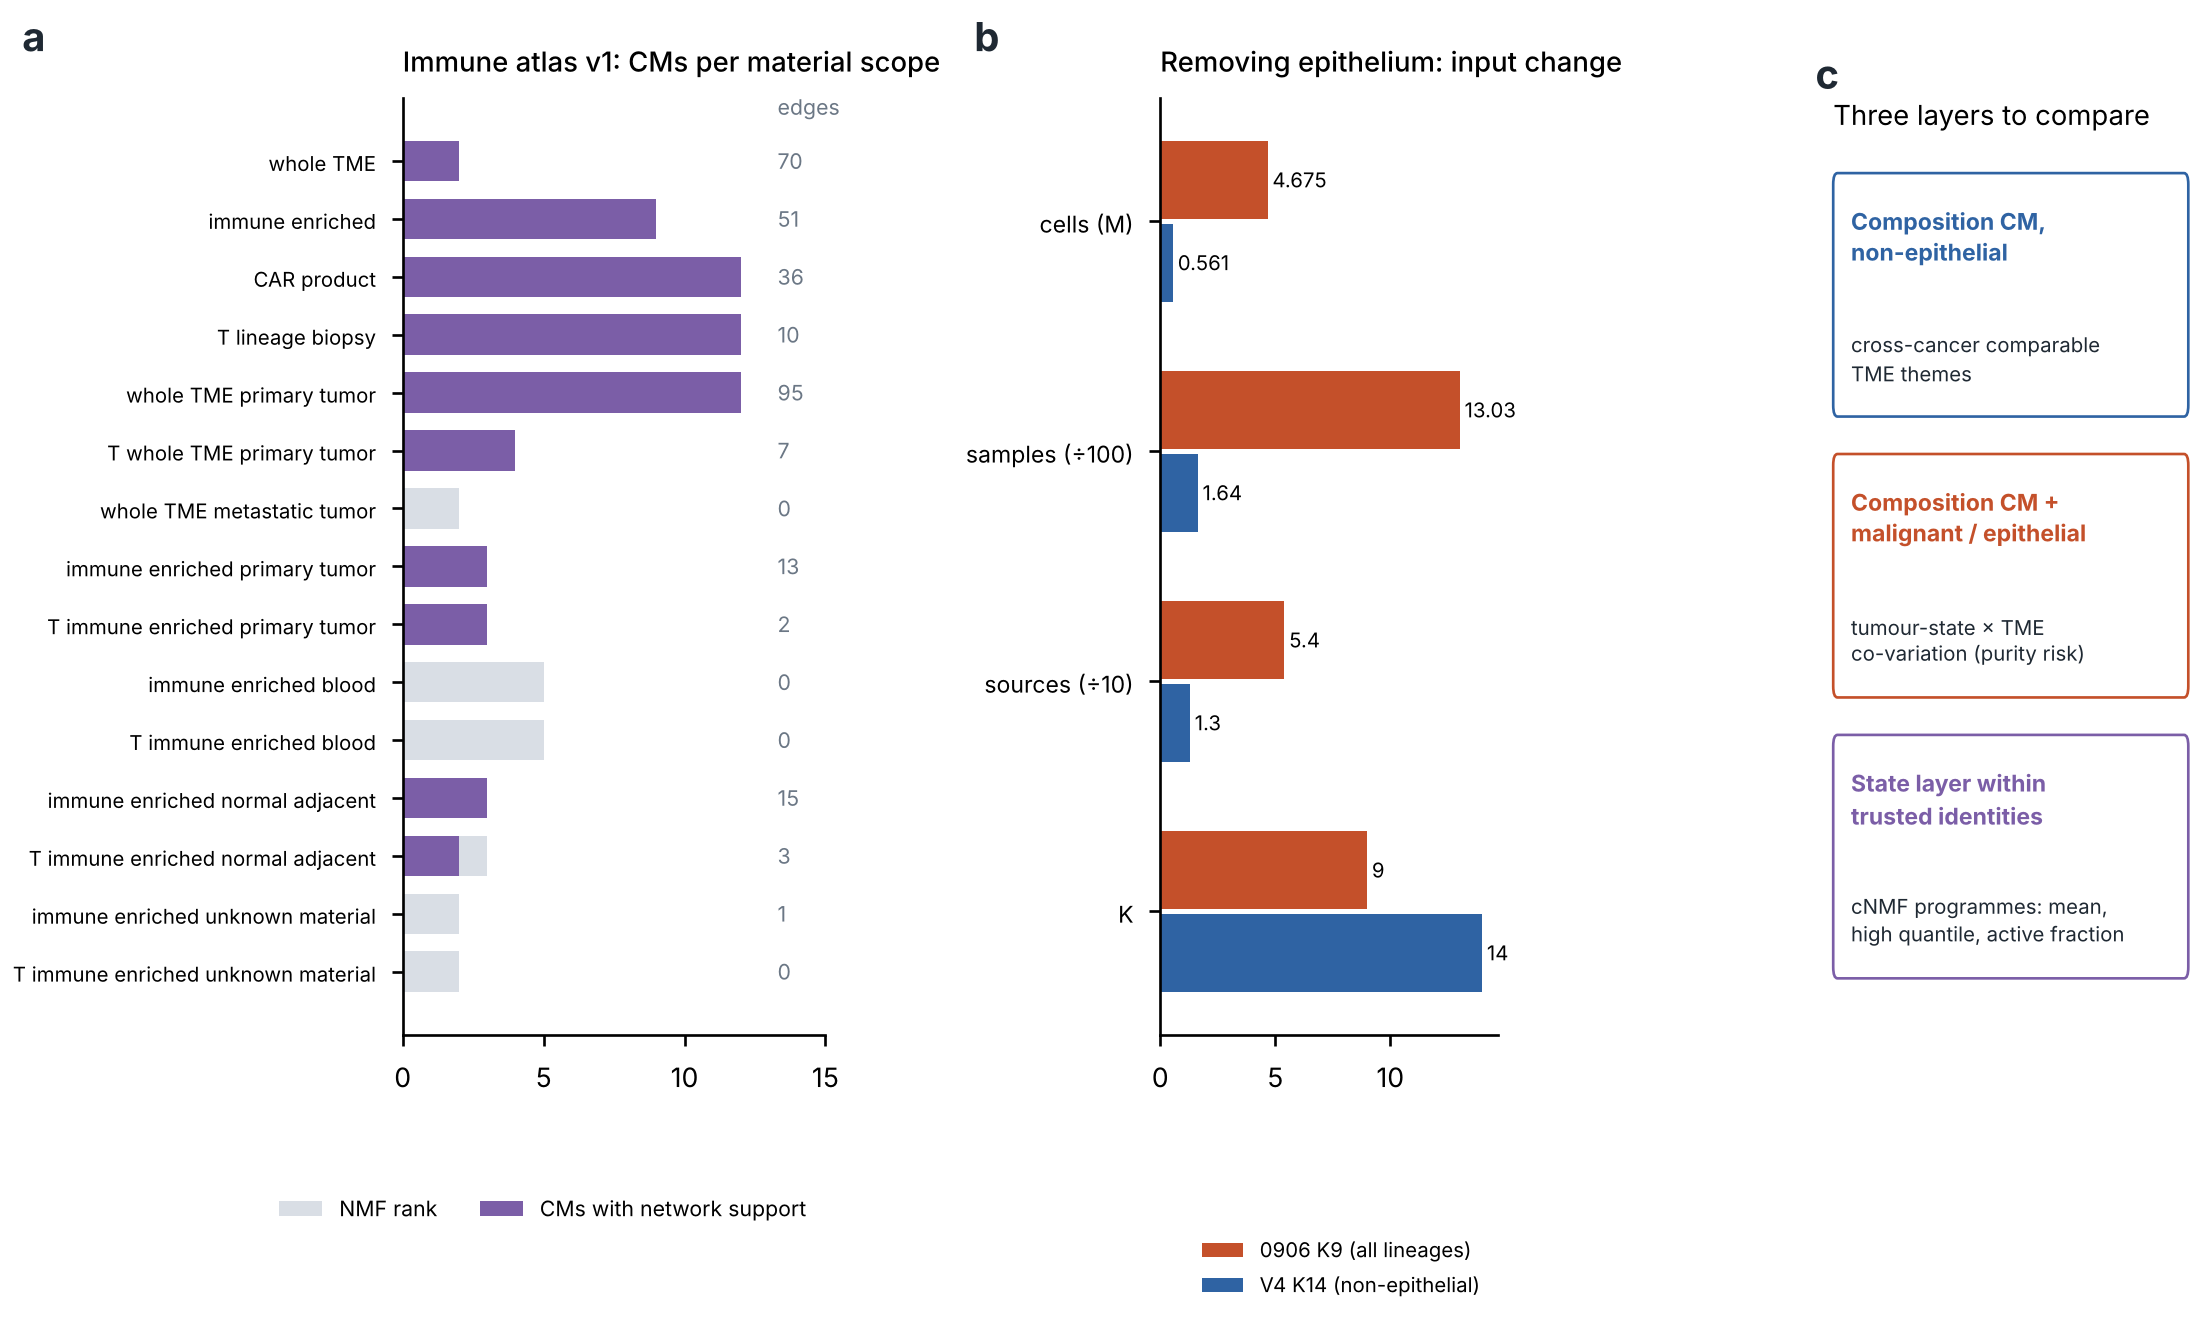 a
Immune atlas v1: CMs per material scope
edges
whole TME 70
immune enriched 51
CAR product 36
T lineage biopsy 10
whole TME primary tumor 95
T whole TME primary tumor 7
whole TME metastatic tumor 0
immune enriched primary tumor 13
T immune enriched primary tumor 2
immune enriched blood 0
T immune enriched blood 0
immune enriched normal adjacent 15
T immune enriched normal adjacent 3
immune enriched unknown material 1
T immune enriched unknown material 0
0 5 10 15
NMF rank
CMs with network support
b
Removing epithelium: input change
cells (M)
4.675
0.561
samples (÷100)
13.03
1.64
sources (÷10)
5.4
1.3
K
9
14
0 5 10
0906 K9 (all lineages)
V4 K14 (non-epithelial)
c
Three layers to compare
Composition CM,
non-epithelial
cross-cancer comparable
TME themes
Composition CM +
malignant / epithelial
tumour-state × TME
co-variation (purity risk)
State layer within
trusted identities
cNMF programmes: mean,
high quantile, active fraction